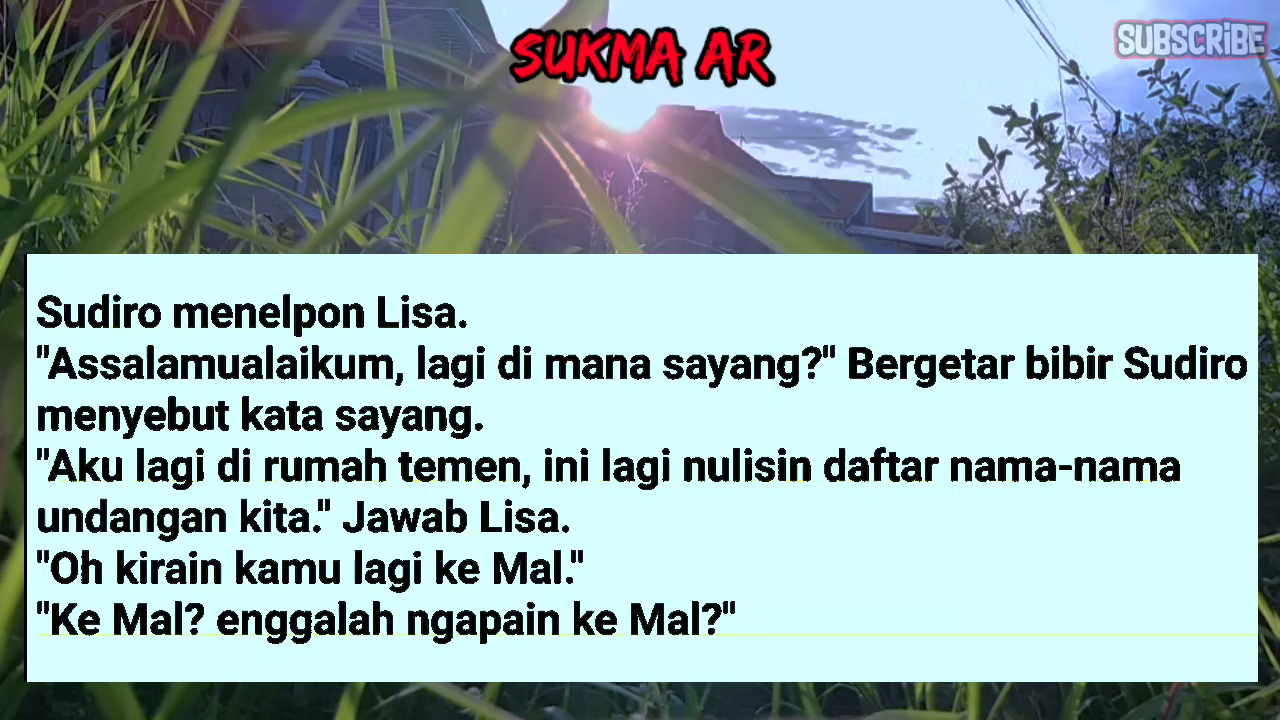 SUKMA AR
SUBSCRIBE
Sudiro menelpon Lisa.
"Assalamualaikum, lagi di mana sayang?" Bergetar bibir Sudiro
menyebut kata sayang.
"Aku lagi di rumah temen, ini lagi nulisin daftar nama-nama
undangan kita." Jawab Lisa.
"Oh kirain kamu lagi ke Mal."
"Ke Mal? enggalah ngapain ke Mal?"